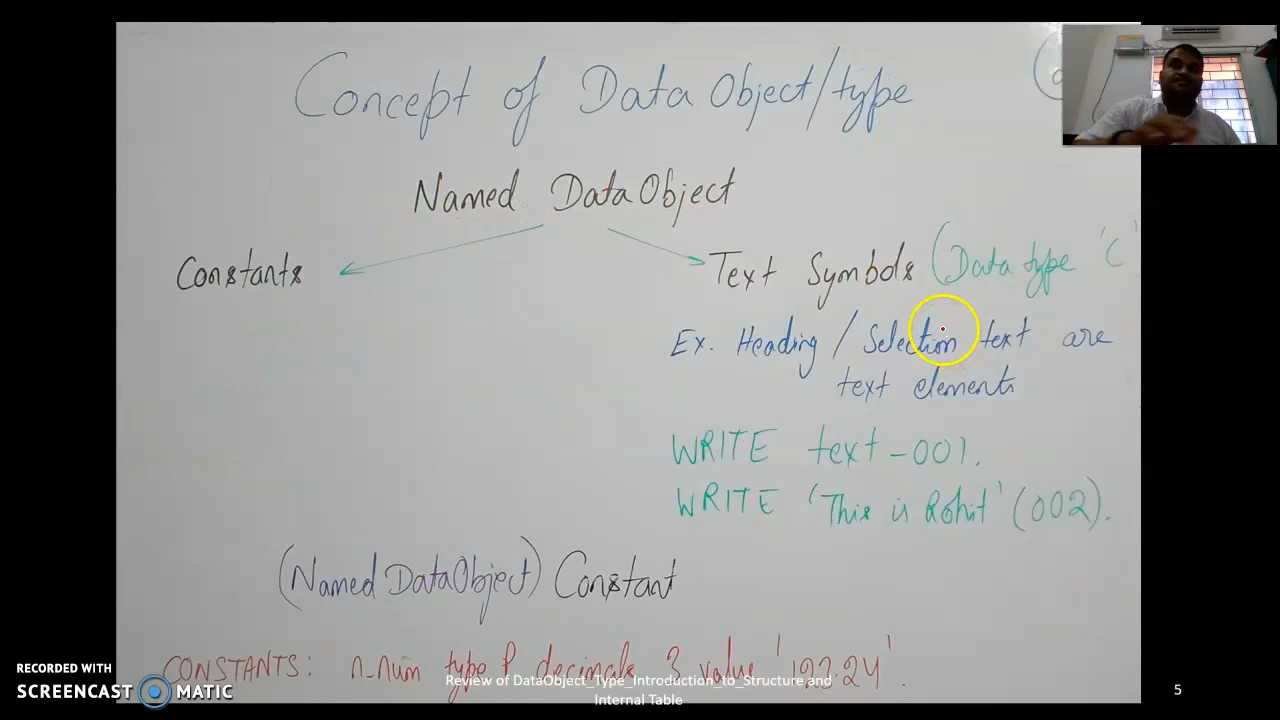 Concept of Data Object/type
Named DataObject
Constants
Text Symbols (Data type 'C'
Ex. Heading / Selection text are
text elements
WRITE text-001.
WRITE 'This is Rohit' (002).
(Named DataObject) Constant
CONSTANTS: n_num type P decimals 3 value '123.24'.
Review of DataObject_Type_Introduction_to_Structure and
Internal Table
RECORDED WITH
SCREENCAST MATIC
5